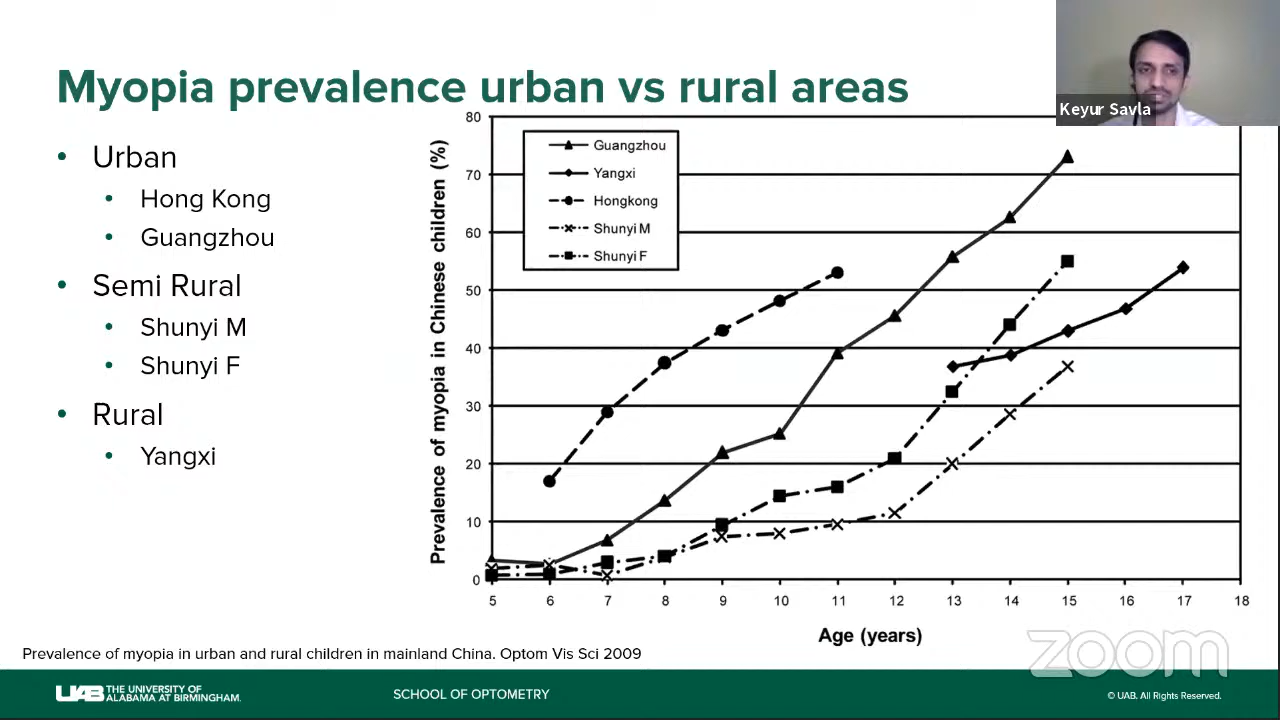 Myopia prevalence urban vs rural areas
Keyur Savla
• Urban
• Hong Kong
• Guangzhou
• Semi Rural
• Shunyi M
• Shunyi F
• Rural
• Yangxi
Prevalence of myopia in Chinese children (%)
80
70
60
50
40
30
20
10
0
Guangzhou
Yangxi
Hongkong
Shunyi M
Shunyi F
5 6 7 8 9 10 11 12 13 14 15 16 17 18
Age (years)
zoom
Prevalence of myopia in urban and rural children in mainland China. Optom Vis Sci 2009
UAB THE UNIVERSITY OF
ALABAMA AT BIRMINGHAM.
SCHOOL OF OPTOMETRY
© UAB. All Rights Reserved.